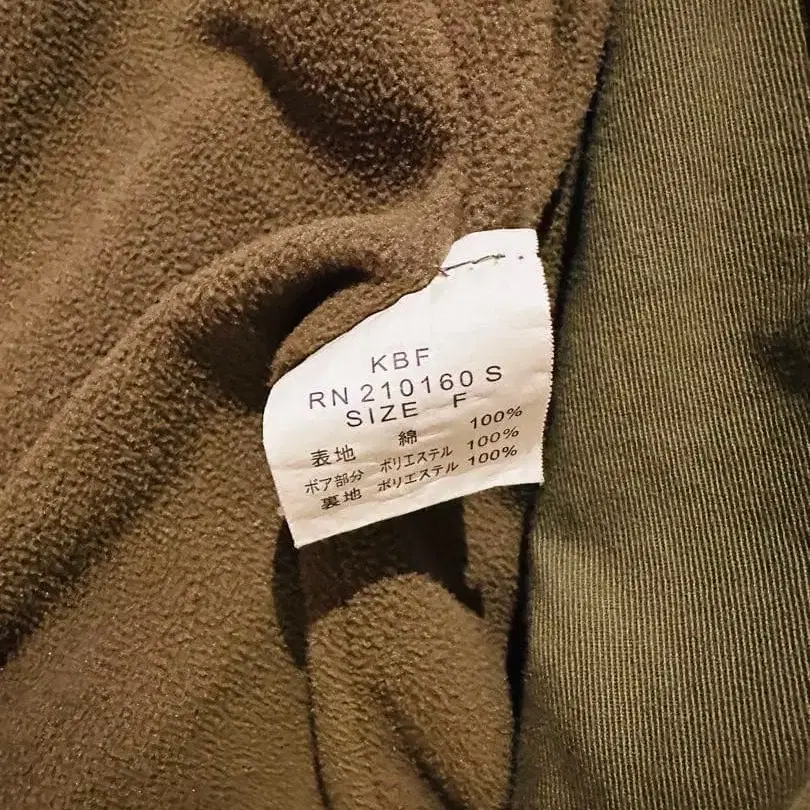 KBF
RN 210160 S
SIZE F
表地 綿 100%
ボア部分 ポリエステル 100%
裏地 ポリエステル 100%